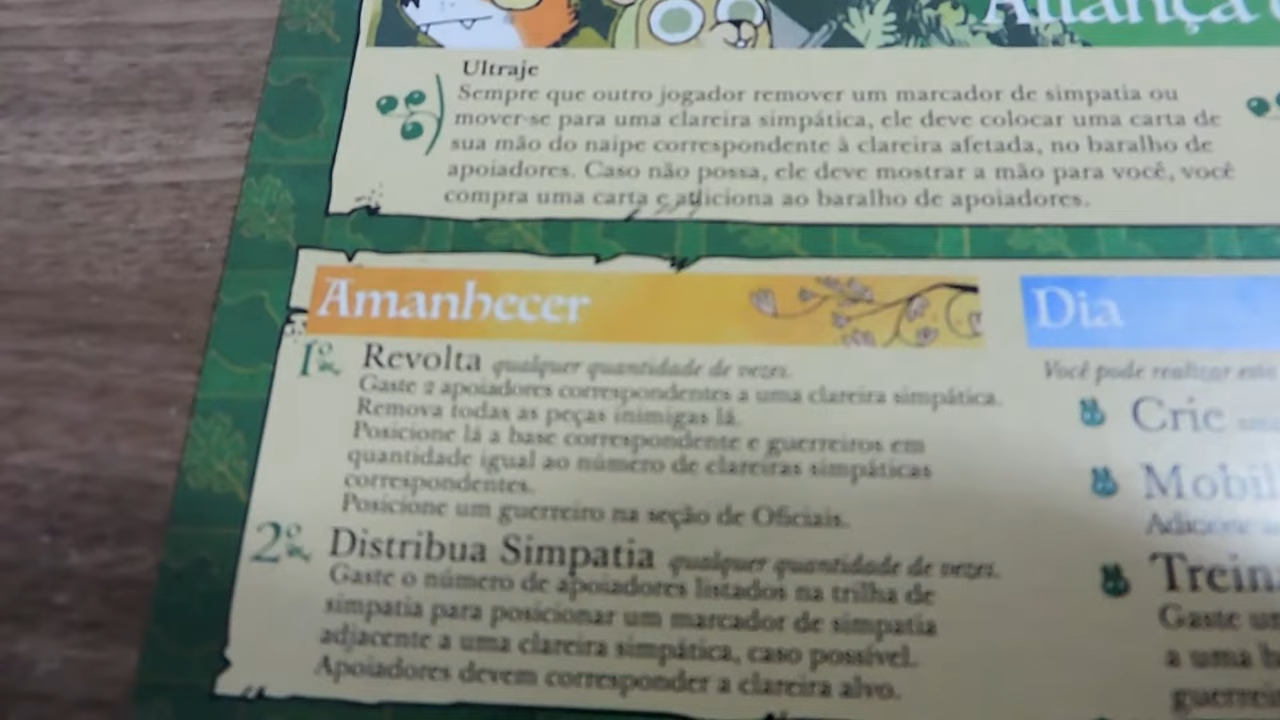 Aliança
Ultraje
Sempre que outro jogador remover um marcador de simpatia ou
mover-se para uma clareira simpática, ele deve colocar uma carta de
sua mão do naipe correspondente à clareira afetada, no baralho de
apoiadores. Caso não possa, ele deve mostrar a mão para você, você
compra uma carta e adiciona ao baralho de apoiadores.
Amanhecer
1º Revolta qualquer quantidade de vezes.
Gaste 2 apoiadores correspondentes a uma clareira simpática.
Remova todas as peças inimigas lá.
Posicione lá a base correspondente e guerreiros em
quantidade igual ao número de clareiras simpáticas
correspondentes.
Posicione um guerreiro na seção de Oficiais.
2º Distribua Simpatia qualquer quantidade de vezes.
Gaste o número de apoiadores listados na trilha de
simpatia para posicionar um marcador de simpatia
adjacente a uma clareira simpática, caso possível.
Apoiadores devem corresponder a clareira alvo.
Dia
Você pode realizar
Crie
Mobil
Adicione
Trein
Gaste um
a uma b
guerrei